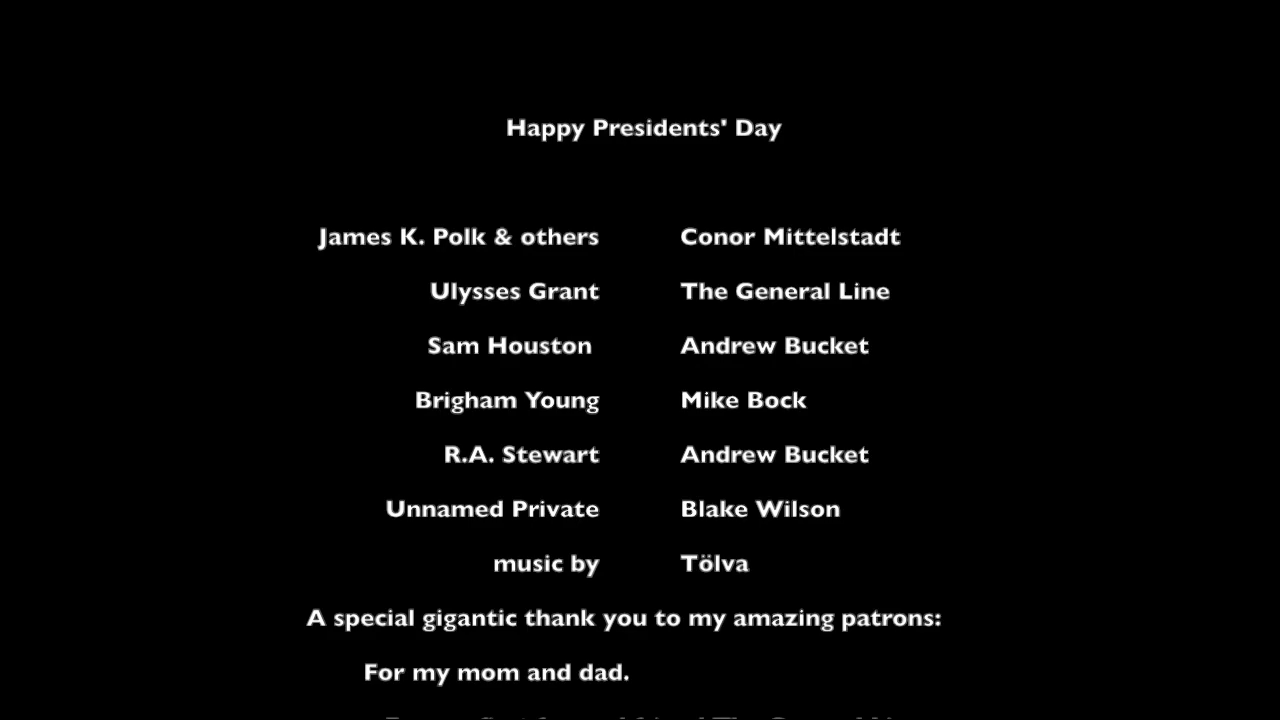 Happy Presidents' Day
James K. Polk & others Conor Mittelstadt
Ulysses Grant The General Line
Sam Houston Andrew Bucket
Brigham Young Mike Bock
R.A. Stewart Andrew Bucket
Unnamed Private Blake Wilson
music by Tölva
A special gigantic thank you to my amazing patrons:
For my mom and dad.